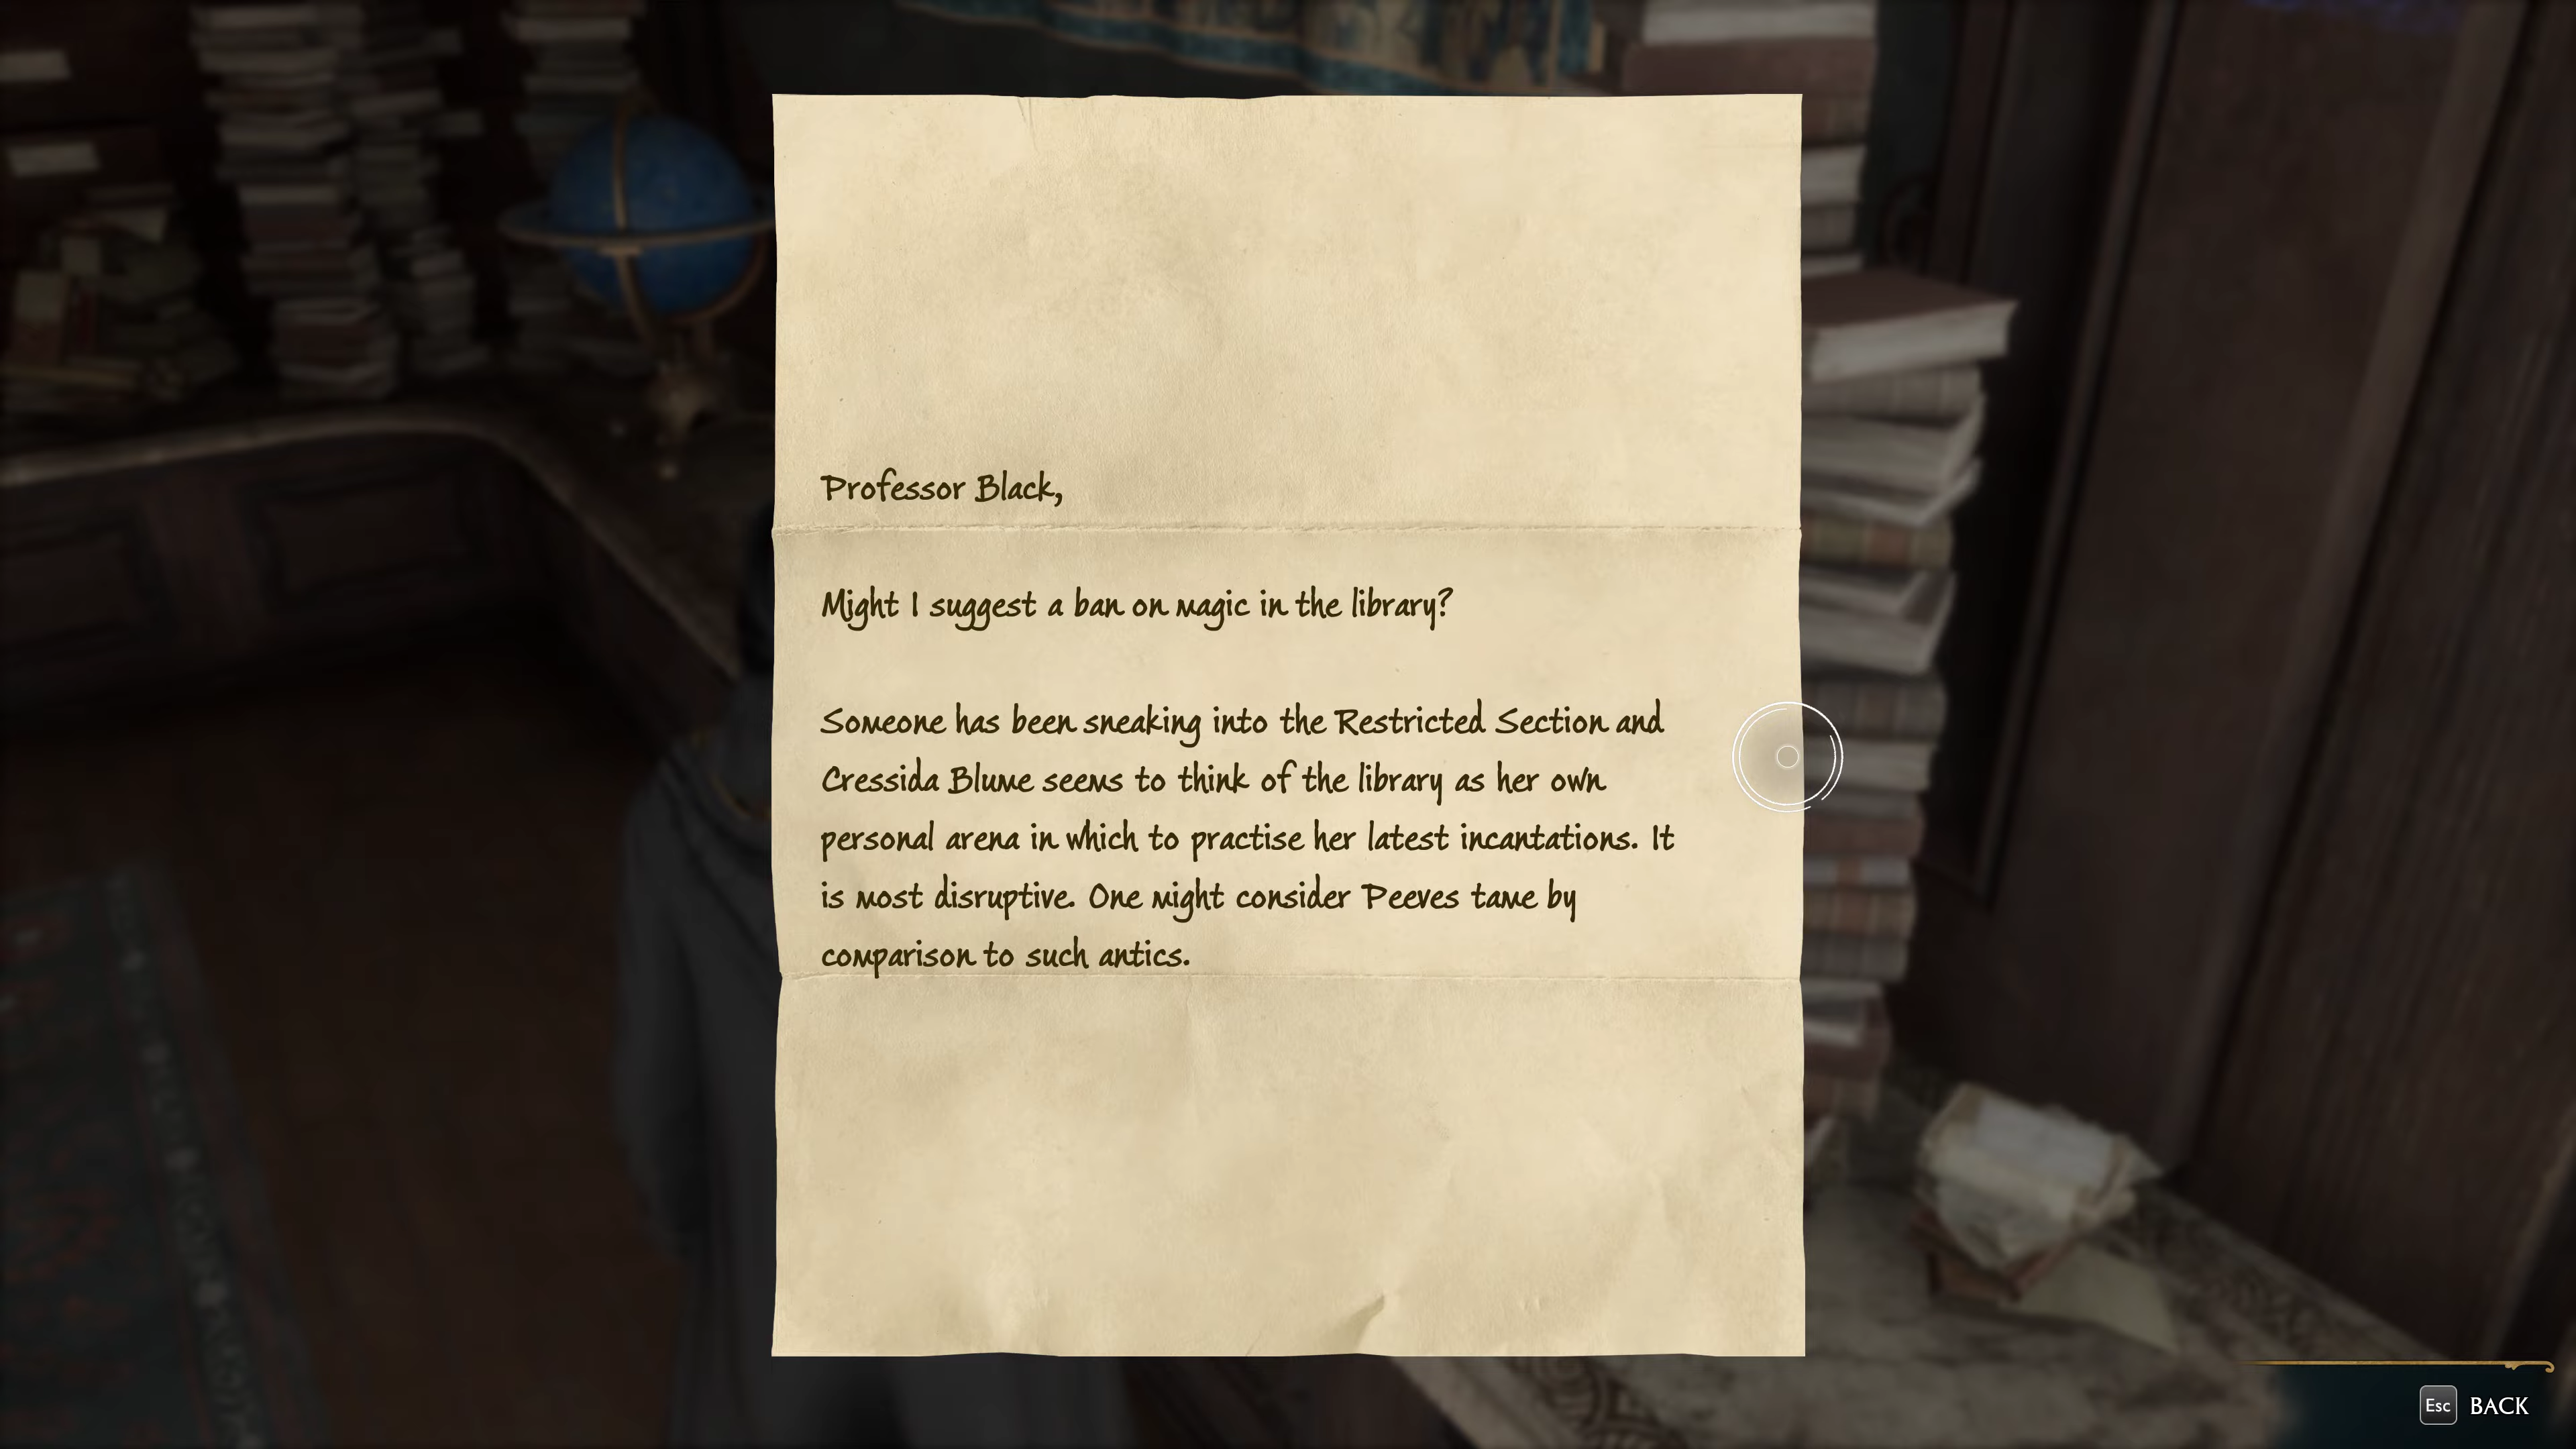 Professor Black,
Might I suggest a ban on magic in the library?
Someone has been sneaking into the Restricted Section and
Cressida Blume seems to think of the library as her own
personal arena in which to practise her latest incantations. It
is most disruptive. One might consider Peeves tame by
comparison to such antics.
Esc BACK